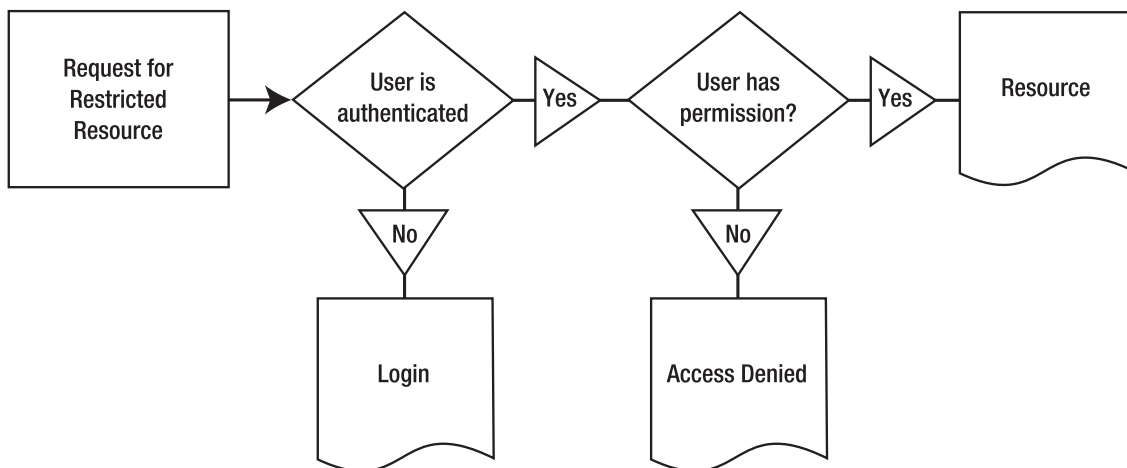 Request for
Restricted
Resource
User is
authenticated
Yes
User has
permission?
Yes
Resource
No
No
Login
Access Denied